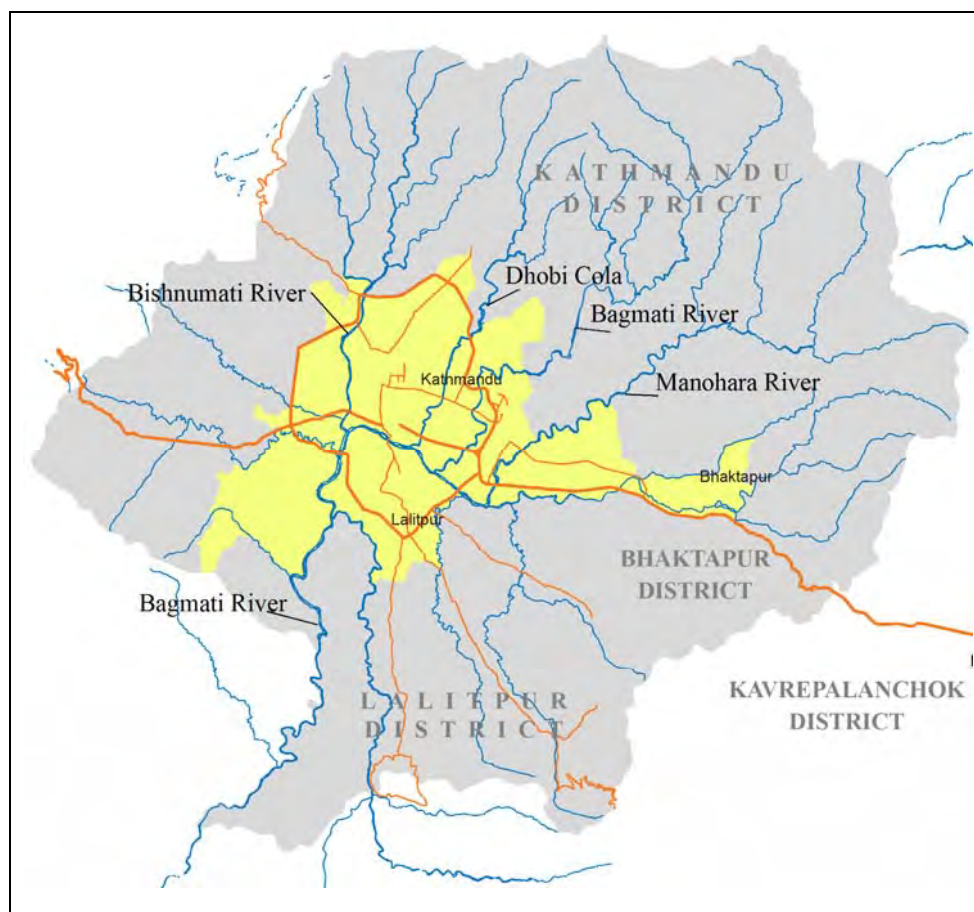 KATHMANDU
DISTRICT
Dhobi Cola
Bishnumati River
Bagmati River
Kathmandu
Manohara River
Bhaktapur
Lalitpur
BHAKTAPUR
DISTRICT
Bagmati River
LALITPUR
DISTRICT
KAVREPALANCHOK
DISTRICT